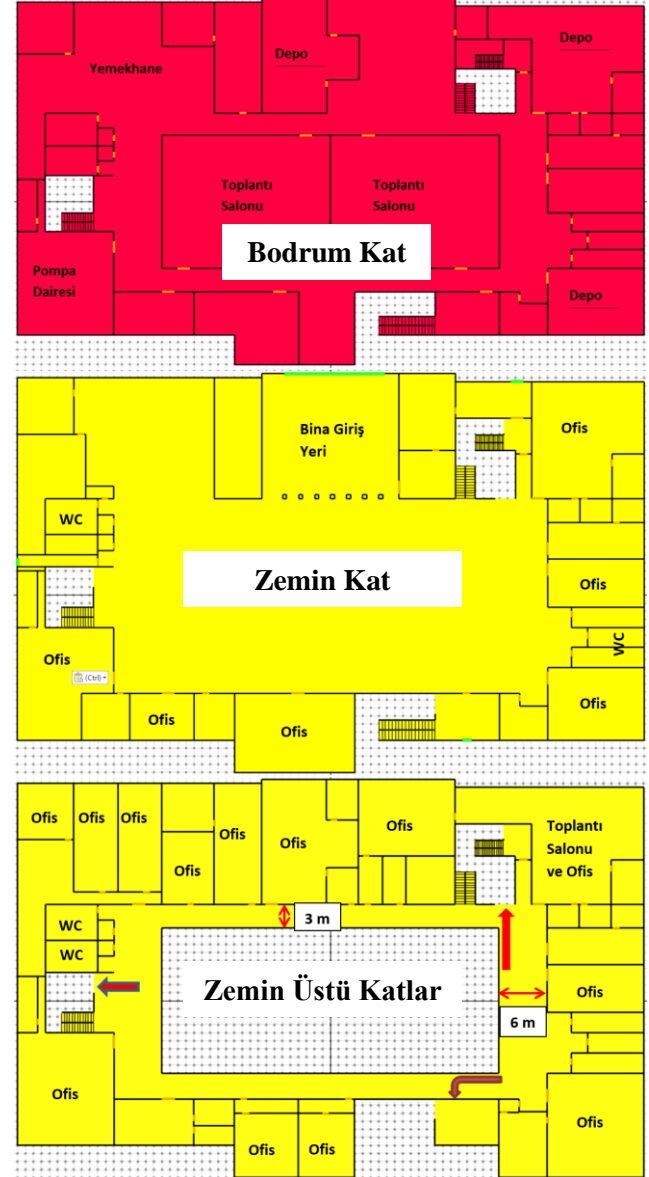 Depo
Depo
Yemekhane
Toplantı
Salonu
Toplantı
Salonu
Bodrum Kat
Pompa
Dairesi
Depo
Bina Giriş
Yeri
Ofis
WC
Zemin Kat
Ofis
WC
Ofis
(Ctrl)
Ofis
Ofis
Ofis
Ofis
Ofis
Ofis
Ofis
Ofis
Ofis
Ofis
Toplantı
Salonu
ve Ofis
3 m
WC
WC
Zemin Üstü Katlar
Ofis
6 m
Ofis
Ofis
Ofis
Ofis